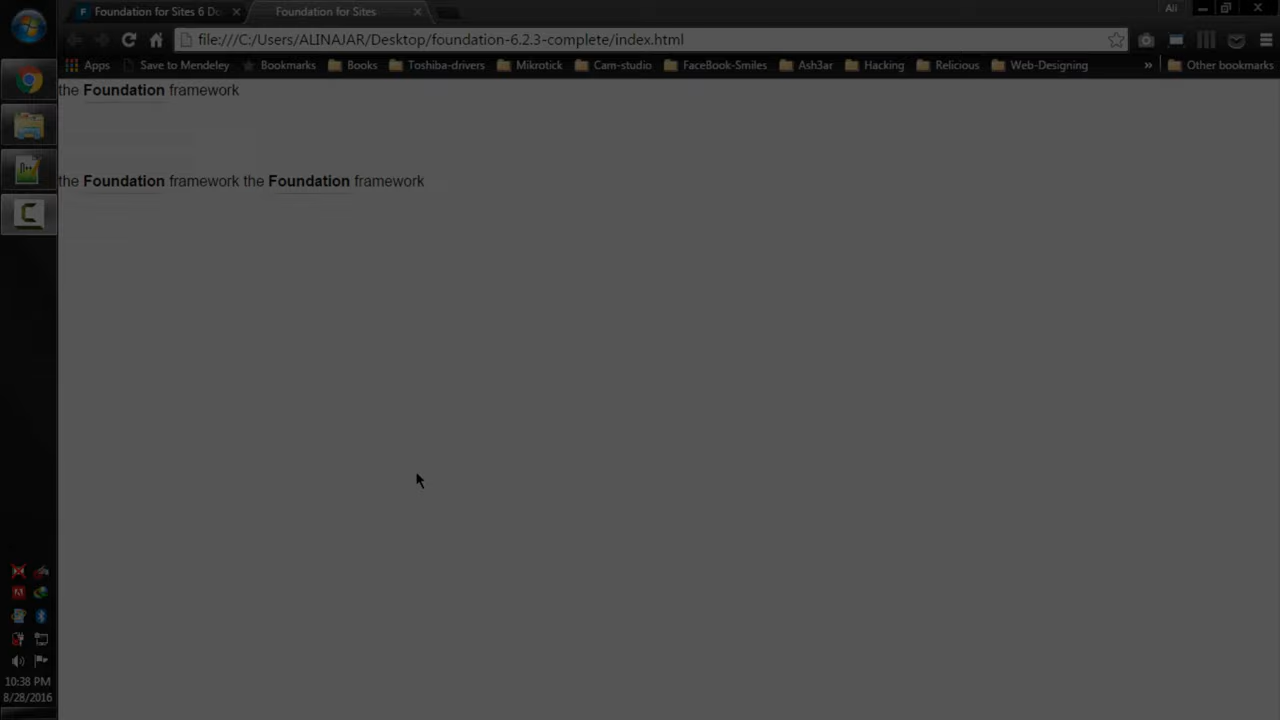 Foundation for Sites 6 Do
Foundation for Sites
Ali
file:///C:/Users/ALINAJAR/Desktop/foundation-6.2.3-complete/index.html
Apps Save to Mendeley Bookmarks Books Toshiba-drivers Mikrotick Cam-studio FaceBook-Smiles Ash3ar Hacking Relicious Web-Designing » Other bookmarks
the Foundation framework
the Foundation framework the Foundation framework
10:38 PM
8/28/2016